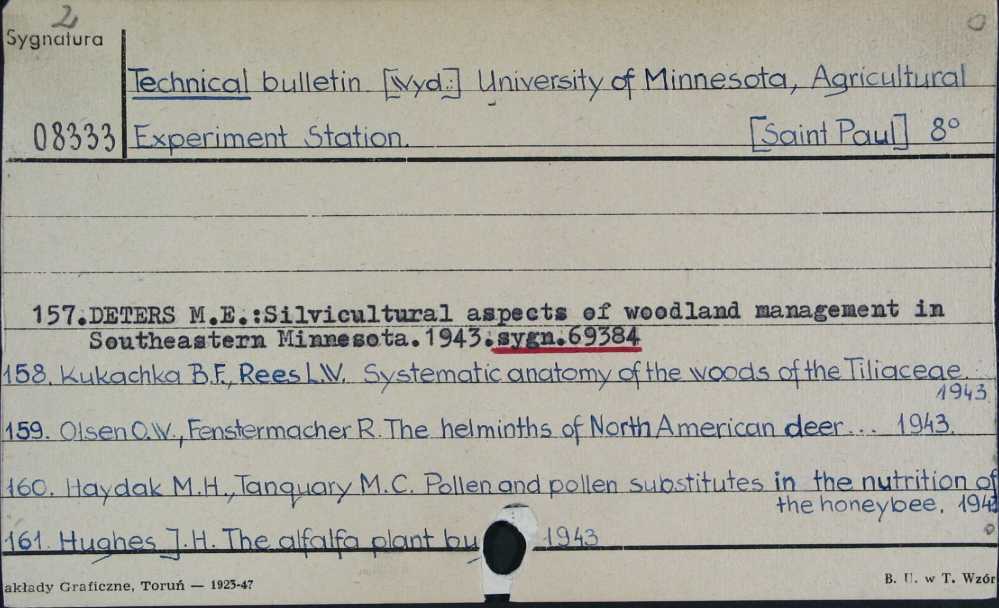 2
Sygnatura
Technical bulletin [Wyd.:] University of Minnesota, Agricultural
08333 Experiment Station. [Saint Paul] 8°
157.DETERS M.E.:Silvicultural aspects of woodland management in
Southeastern Minnesota.1943.sygn.69384
158. Kukachka B.F., Rees L.W. Systematic anatomy of the woods of the Tiliaceae.
1943.
159. Olsen O.W., Fenstermacher R. The helminths of North American deer... 1943.
160. Haydak M.H., Tanquary M.C. Pollen and pollen substitutes in the nutrition of
the honeybee. 1943
161. Hughes J.H. The alfalfa plant bu 1943
akłady Graficzne, Toruń — 1923-47
B. U. w T. Wzór